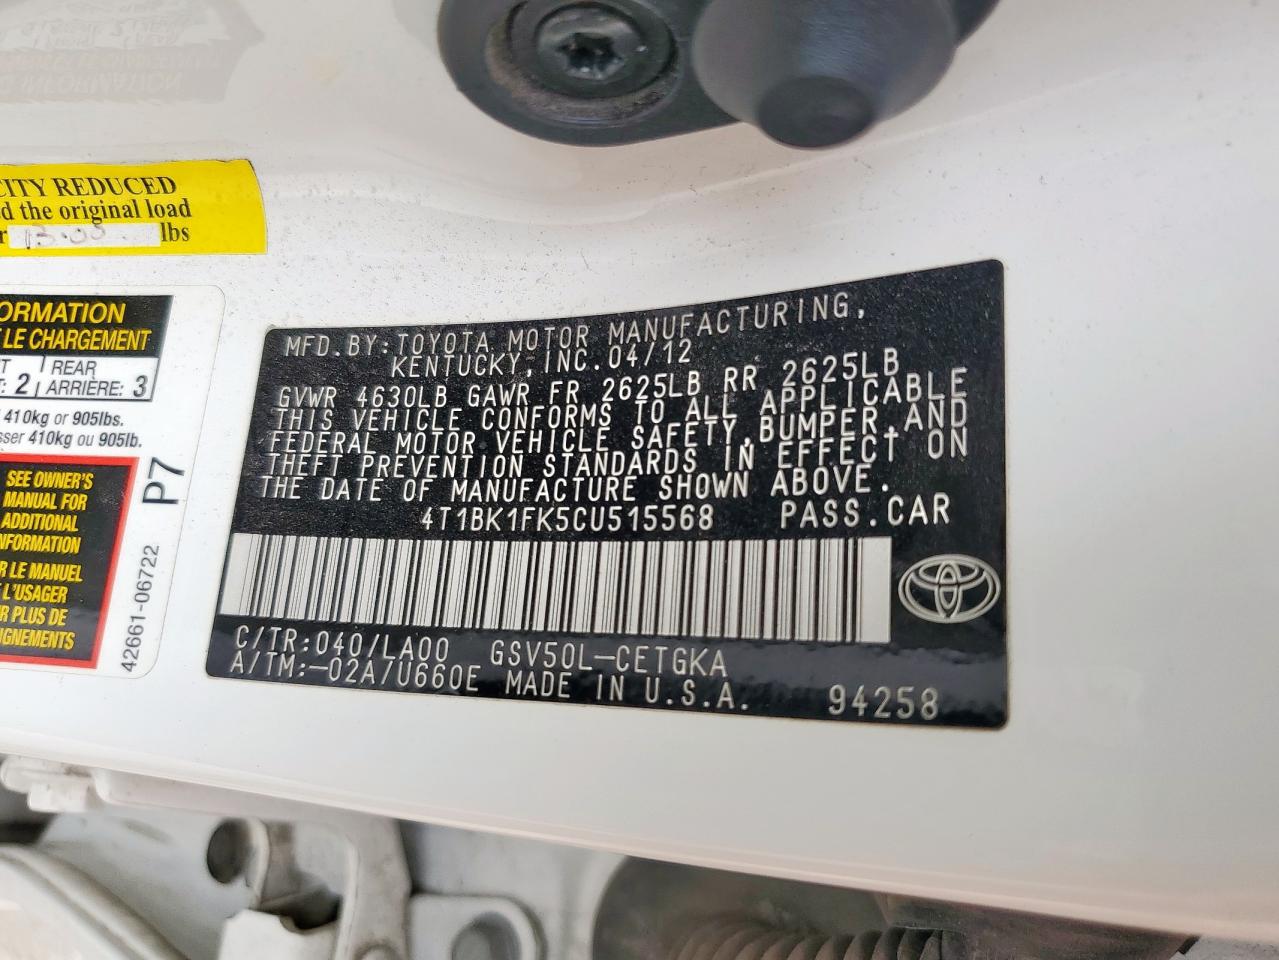 CITY REDUCED
d the original load
r 13.05 lbs
ORMATION
LE CHARGEMENT
: 2 REAR ARRIÈRE: 3
410kg or 905lbs.
sser 410kg ou 905lb.
SEE OWNER'S
MANUAL FOR
ADDITIONAL
NFORMATION
R LE MANUEL
L'USAGER
R PLUS DE
IGNEMENTS
P7
42661-06722
MFD.BY:TOYOTA MOTOR MANUFACTURING,
KENTUCKY,INC.04/12
GVWR 4630LB GAWR FR 2625LB RR 2625LB
THIS VEHICLE CONFORMS TO ALL APPLICABLE
FEDERAL MOTOR VEHICLE SAFETY,BUMPER,AND
THEFT PREVENTION STANDARDS IN EFFECT ON
THE DATE OF MANUFACTURE SHOWN ABOVE.
4T1BK1FK5CU515568 PASS.CAR
C/TR:040/LA00 GSV50L-CETGKA
A/TM:-02A/U660E MADE IN U.S.A. 94258